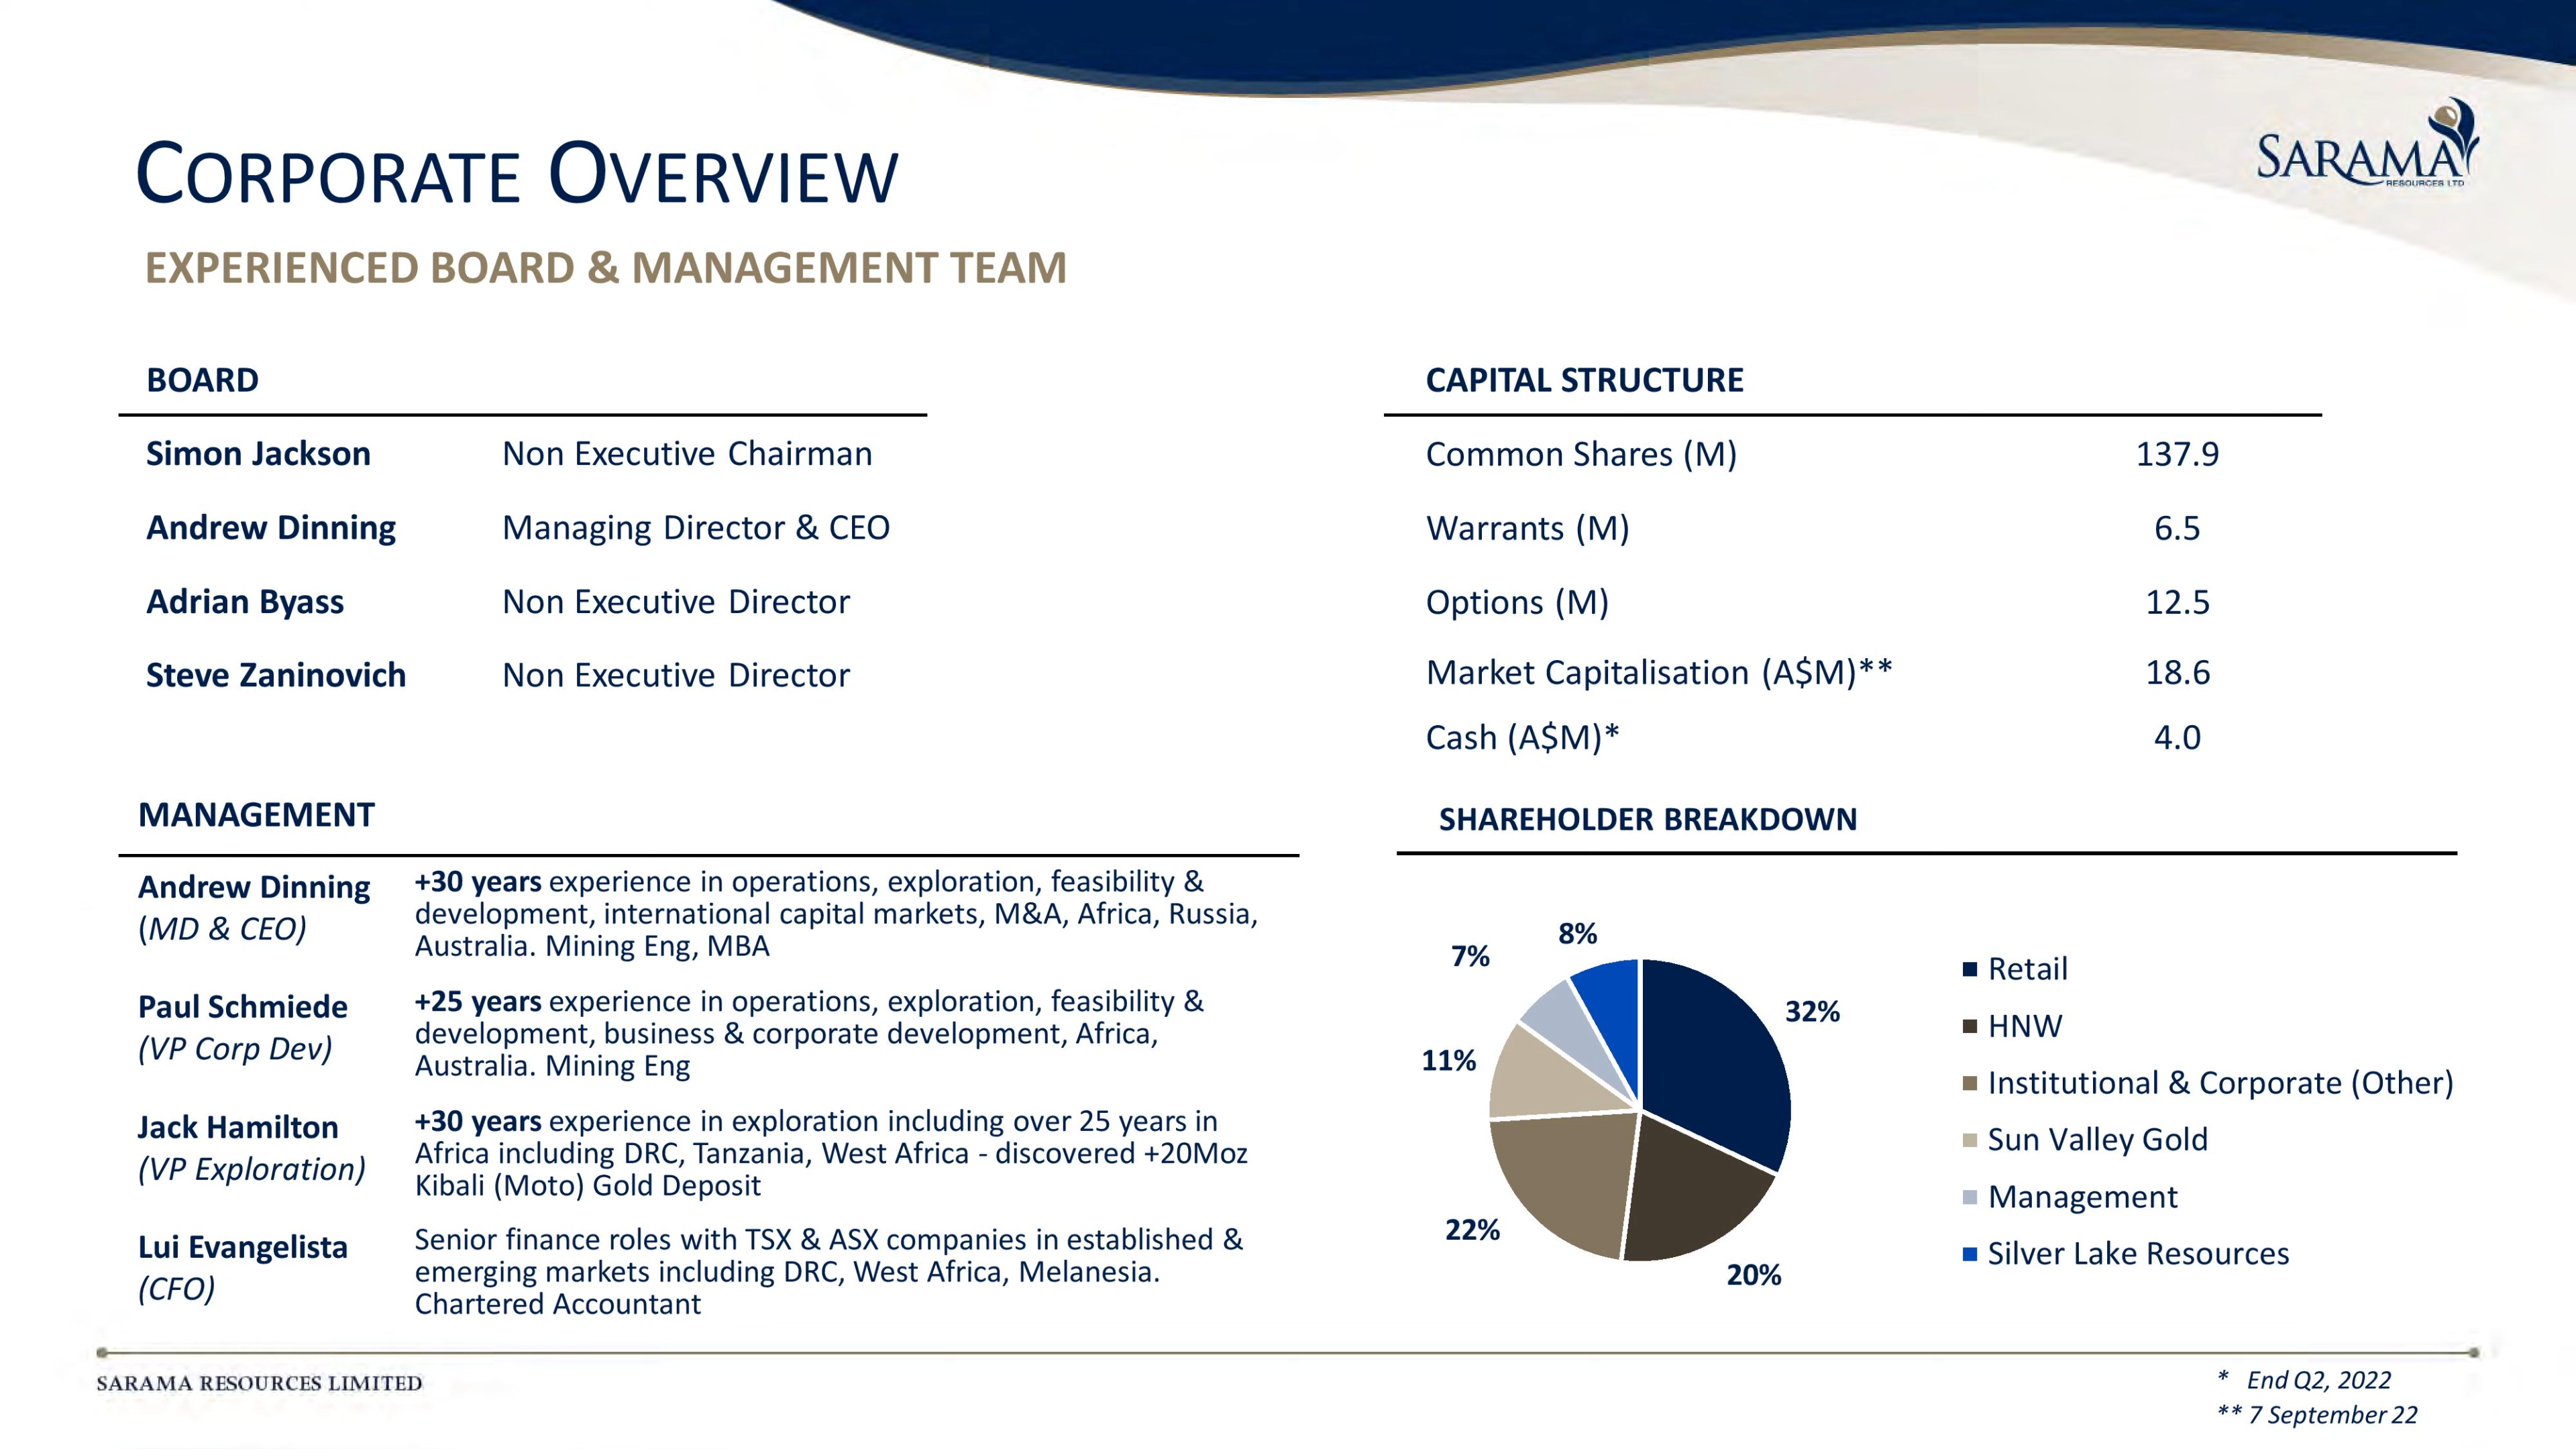 SARAMA
RESOURCES LTD
CORPORATE OVERVIEW
EXPERIENCED BOARD & MANAGEMENT TEAM
BOARD
Simon Jackson Non Executive Chairman
Andrew Dinning Managing Director & CEO
Adrian Byass Non Executive Director
Steve Zaninovich Non Executive Director
CAPITAL STRUCTURE
Common Shares (M) 137.9
Warrants (M) 6.5
Options (M) 12.5
Market Capitalisation (A$M)** 18.6
Cash (A$M)* 4.0
MANAGEMENT
Andrew Dinning
(MD & CEO)
+30 years experience in operations, exploration, feasibility &
development, international capital markets, M&A, Africa, Russia,
Australia. Mining Eng, MBA
Paul Schmiede
(VP Corp Dev)
+25 years experience in operations, exploration, feasibility &
development, business & corporate development, Africa,
Australia. Mining Eng
Jack Hamilton
(VP Exploration)
+30 years experience in exploration including over 25 years in
Africa including DRC, Tanzania, West Africa - discovered +20Moz
Kibali (Moto) Gold Deposit
Lui Evangelista
(CFO)
Senior finance roles with TSX & ASX companies in established &
emerging markets including DRC, West Africa, Melanesia.
Chartered Accountant
SHAREHOLDER BREAKDOWN
8%
7%
32%
11%
22%
20%
Retail
HNW
Institutional & Corporate (Other)
Sun Valley Gold
Management
Silver Lake Resources
SARAMA RESOURCES LIMITED
* End Q2, 2022
** 7 September 22